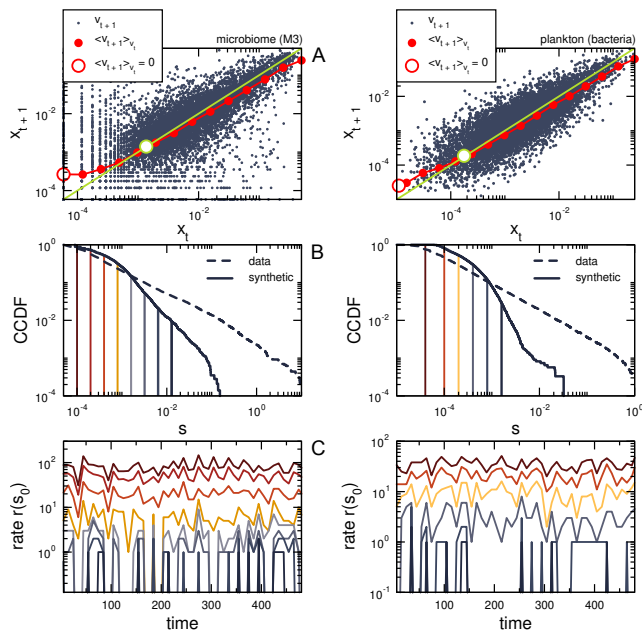 v_{t+1}
<v_{t+1}>_{v_t}
<v_{t+1}>_{v_t} = 0
microbiome (M3)
A
v_{t+1}
<v_{t+1}>_{v_t}
<v_{t+1}>_{v_t} = 0
plankton (bacteria)
x_{t+1}
10^{-2}
10^{-4}
10^{-4}
10^{-2}
x_t
x_{t+1}
10^{-2}
10^{-4}
10^{-4}
10^{-2}
x_t
B
CCDF
10^0
10^{-2}
10^{-4}
data
synthetic
10^{-4}
10^{-2}
10^0
s
CCDF
10^0
10^{-2}
10^{-4}
data
synthetic
10^{-4}
10^{-2}
10^0
s
C
rate r(s_0)
10^2
10^1
10^0
100
200
300
400
time
rate r(s_0)
10^2
10^1
10^0
10^{-1}
100
200
300
400
time